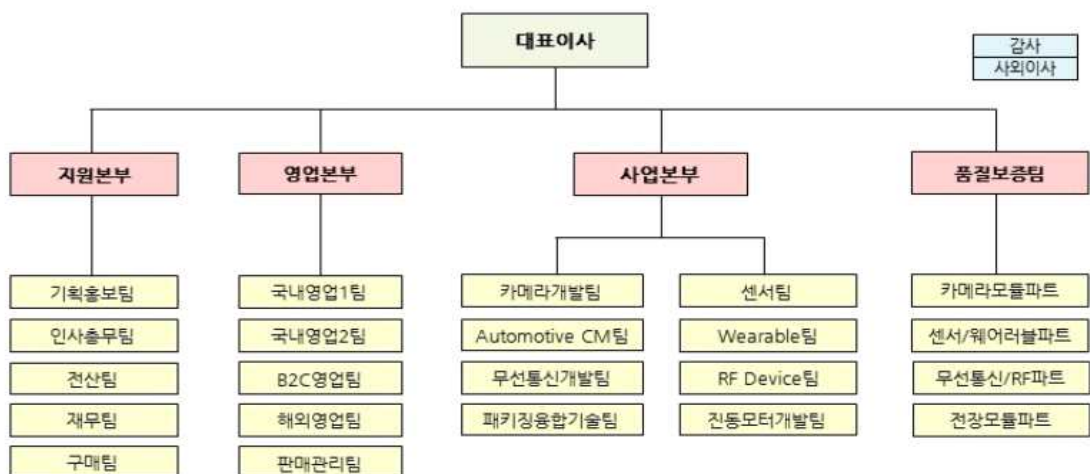 대표이사
감사
사외이사
지원본부
영업본부
사업본부
품질보증팀
기획홍보팀
인사총무팀
전산팀
재무팀
구매팀
국내영업1팀
국내영업2팀
B2C영업팀
해외영업팀
판매관리팀
카메라개발팀
Automotive CM팀
무선통신개발팀
패키징융합기술팀
센서팀
Wearable팀
RF Device팀
진동모터개발팀
카메라모듈파트
센서/웨어러블파트
무선통신/RF파트
전장모듈파트